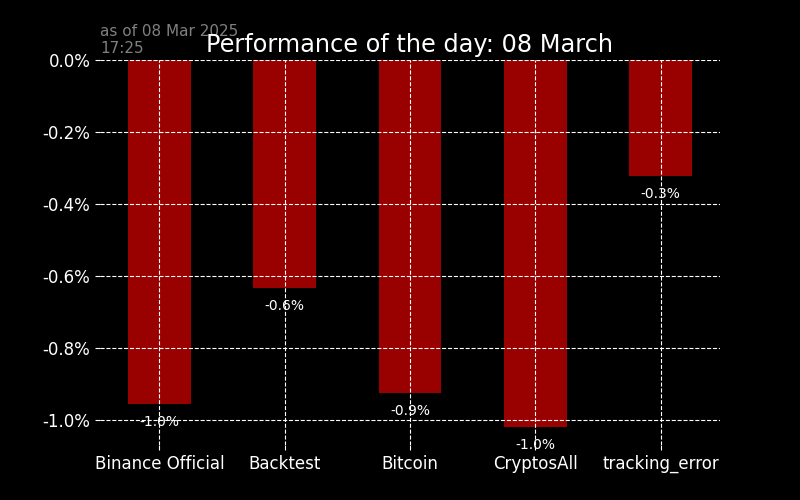 as of 08 Mar 2025
17:25
Performance of the day: 08 March
0.0%
-0.2%
-0.4%
-0.6%
-0.8%
-1.0%
-1.0%
-0.6%
-0.9%
-1.0%
-0.3%
Binance Official
Backtest
Bitcoin
CryptosAll
tracking_error